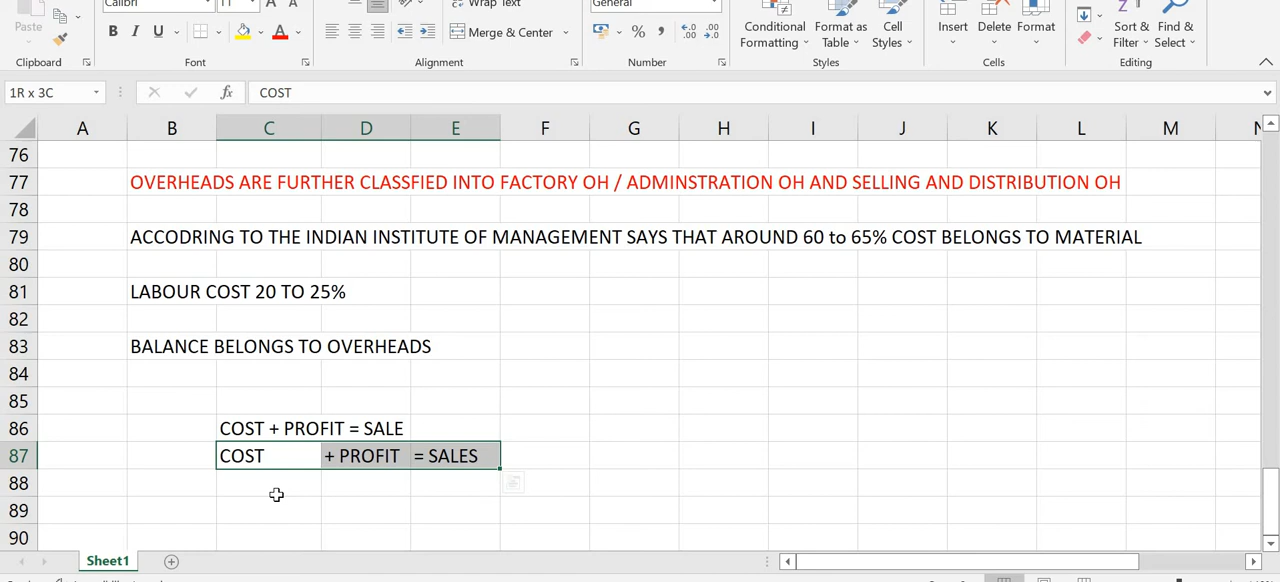 Paste
Calibri
11
A
A
Wrap Text
General
B I U
A
Merge & Center
%
Conditional Formatting
Format as Table
Cell Styles
Insert
Delete
Format
Sort & Filter
Find & Select
Clipboard
Font
Alignment
Number
Styles
Cells
Editing
1R x 3C
fx
COST
A B C D E F G H I J K L M N
76
77 OVERHEADS ARE FURTHER CLASSFIED INTO FACTORY OH / ADMINSTRATION OH AND SELLING AND DISTRIBUTION OH
78
79 ACCODRING TO THE INDIAN INSTITUTE OF MANAGEMENT SAYS THAT AROUND 60 to 65% COST BELONGS TO MATERIAL
80
81 LABOUR COST 20 TO 25%
82
83 BALANCE BELONGS TO OVERHEADS
84
85
86 COST + PROFIT = SALE
87 COST + PROFIT = SALES
88
89
90
Sheet1